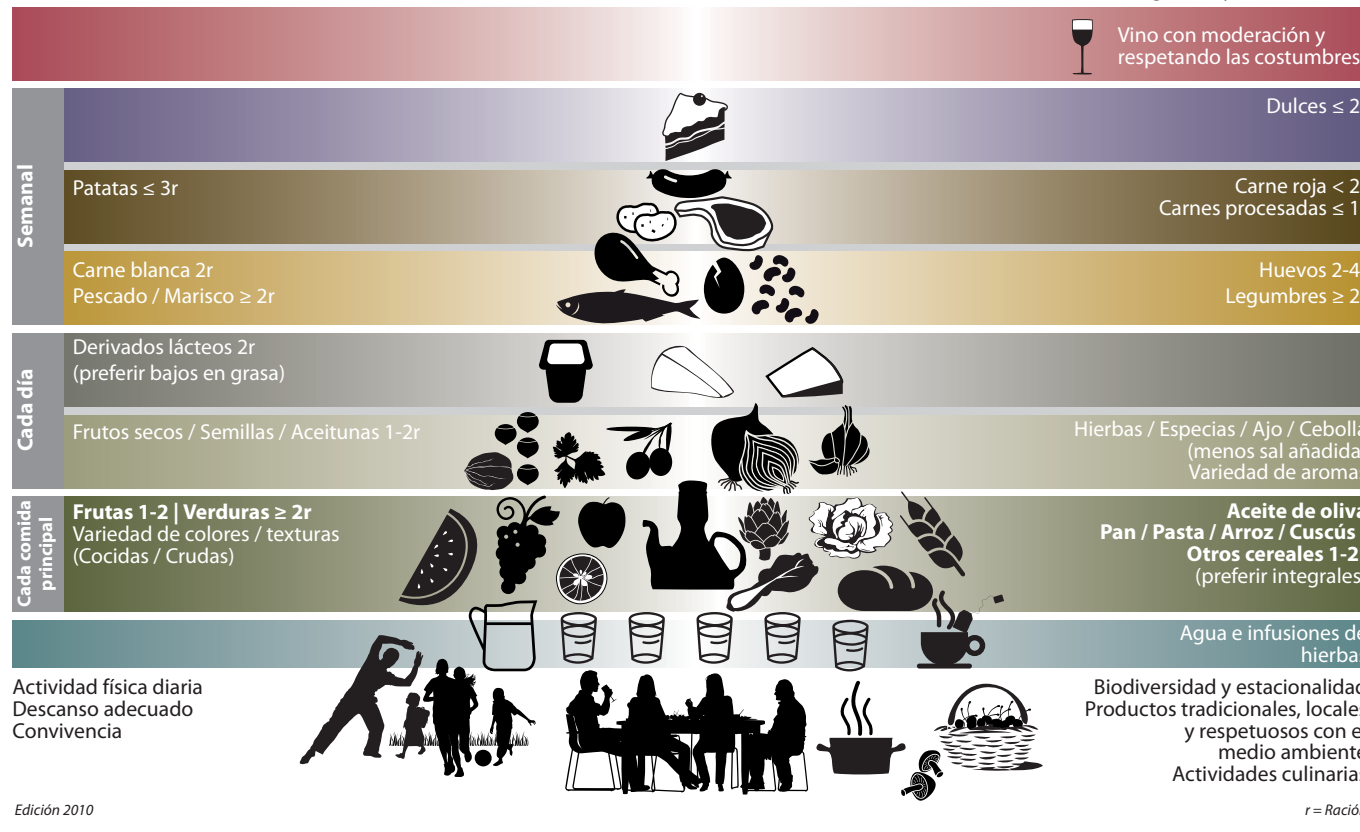 Vino con moderación y
respetando las costumbres
Semanal
Dulces ≤ 2
Patatas ≤ 3r
Carne roja < 2
Carnes procesadas ≤ 1
Carne blanca 2r
Pescado / Marisco ≥ 2r
Huevos 2-4
Legumbres ≥ 2
Cada día
Derivados lácteos 2r
(preferir bajos en grasa)
Frutos secos / Semillas / Aceitunas 1-2r
Hierbas / Especias / Ajo / Cebolla
(menos sal añadida
Variedad de aroma
Cada comida
principal
Frutas 1-2 | Verduras ≥ 2r
Variedad de colores / texturas
(Cocidas / Crudas)
Aceite de oliva
Pan / Pasta / Arroz / Cuscús
Otros cereales 1-2
(preferir integrales
Agua e infusiones de
hierbas
Actividad física diaria
Descanso adecuado
Convivencia
Biodiversidad y estacionalidad
Productos tradicionales, locales
y respetuosos con el
medio ambiente
Actividades culinarias
Edición 2010
r = Ración